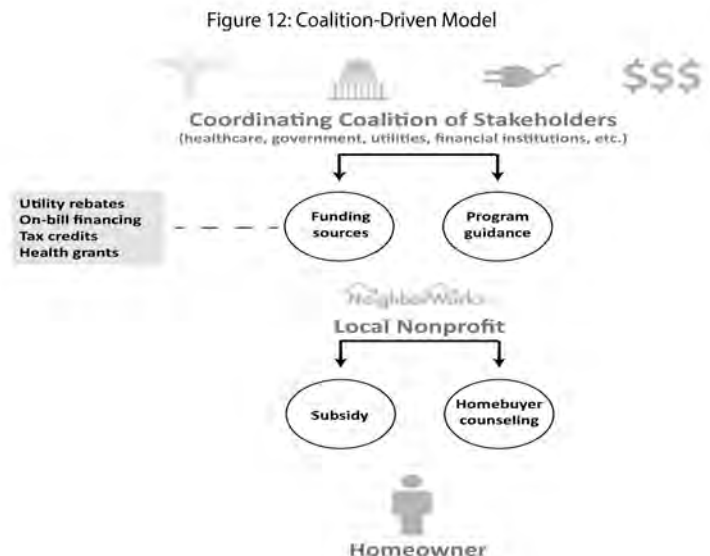 Figure 12: Coalition-Driven Model
$$$
Coordinating Coalition of Stakeholders
(healthcare, government, utilities, financial institutions, etc.)
Utility rebates
On-bill financing
Tax credits
Health grants
Funding
sources
Program
guidance
NeighborWorks
Local Nonprofit
Subsidy
Homebuyer
counseling
Homeowner